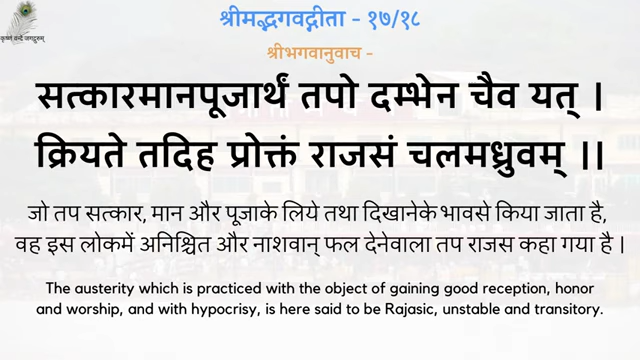 श्रीमद्भगवद्गीता - १७/१८
कृष्णं वन्दे जगद्गुरुम्
श्रीभगवानुवाच -
सत्कारमानपूजार्थं तपो दम्भेन चैव यत् ।
क्रियते तदिह प्रोक्तं राजसं चलमध्रुवम् ।।
जो तप सत्कार, मान और पूजाके लिये तथा दिखानेके भावसे किया जाता है,
वह इस लोकमें अनिश्चित और नाशवान् फल देनेवाला तप राजस कहा गया है ।
The austerity which is practiced with the object of gaining good reception, honor
and worship, and with hypocrisy, is here said to be Rajasic, unstable and transitory.